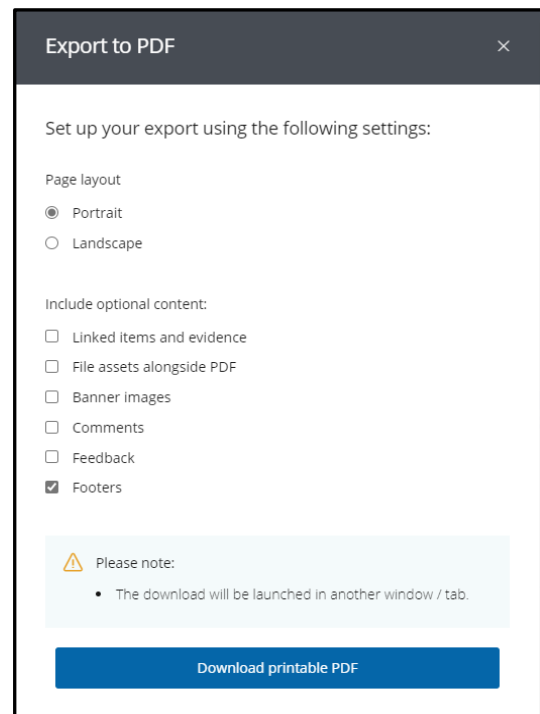 Export to PDF
Set up your export using the following settings:
Page layout
Portrait
Landscape
Include optional content:
Linked items and evidence
File assets alongside PDF
Banner images
Comments
Feedback
Footers
Please note:
• The download will be launched in another window / tab.
Download printable PDF